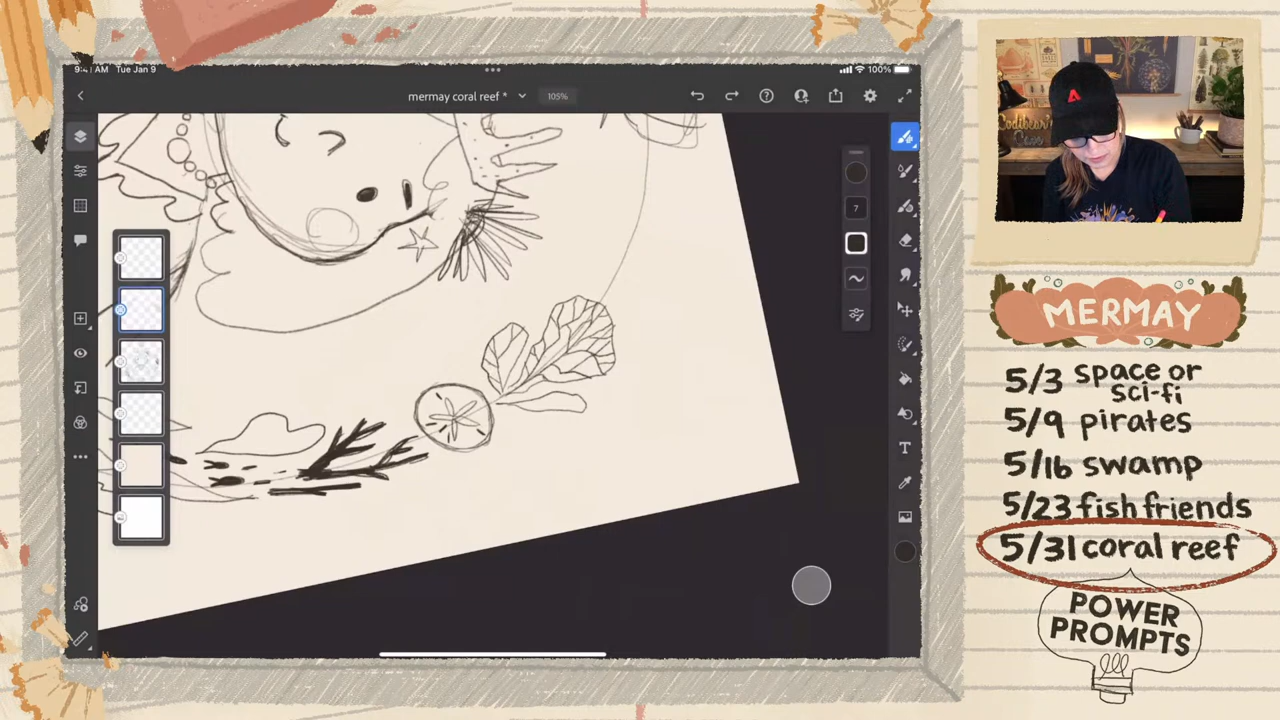 9:41 AM Tue Jan 9
100%
mermay coral reef *
105%
7
T
MERMAY
5/3 space or
sci-fi
5/9 pirates
5/16 swamp
5/23 fish friends
5/31 coral reef
POWER
PROMPTS